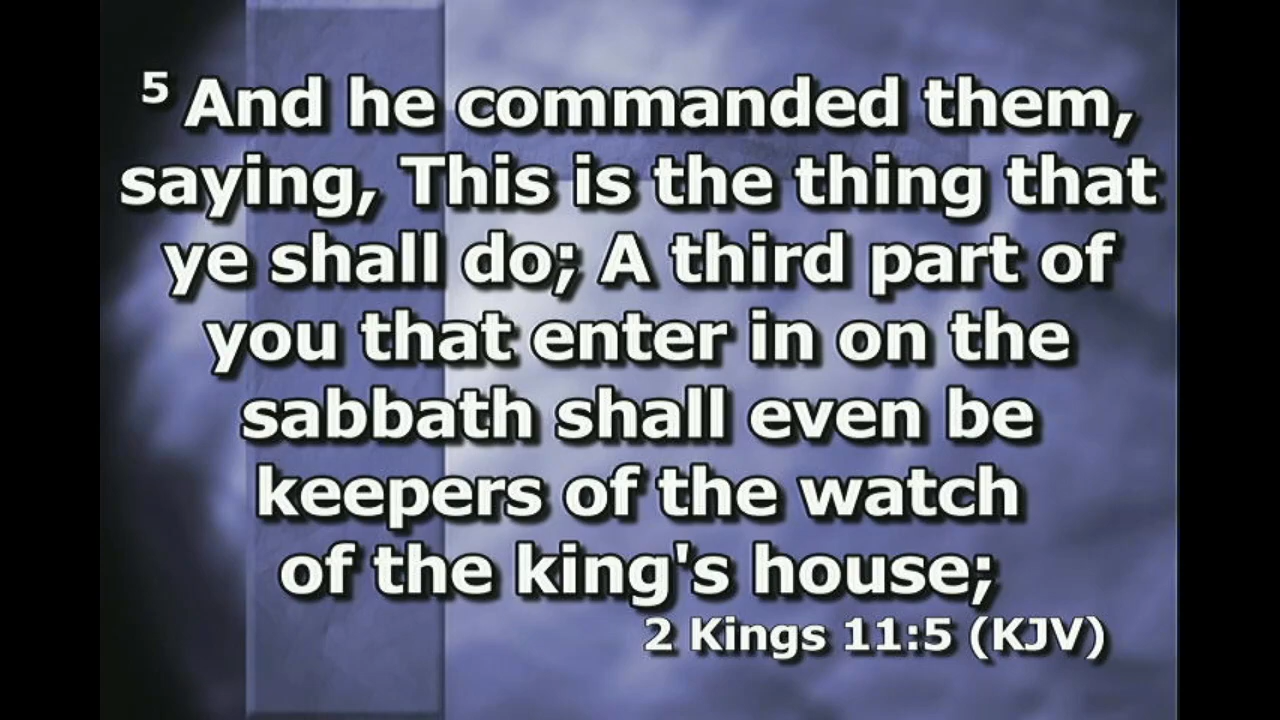 5 And he commanded them,
saying, This is the thing that
ye shall do; A third part of
you that enter in on the
sabbath shall even be
keepers of the watch
of the king's house;
2 Kings 11:5 (KJV)